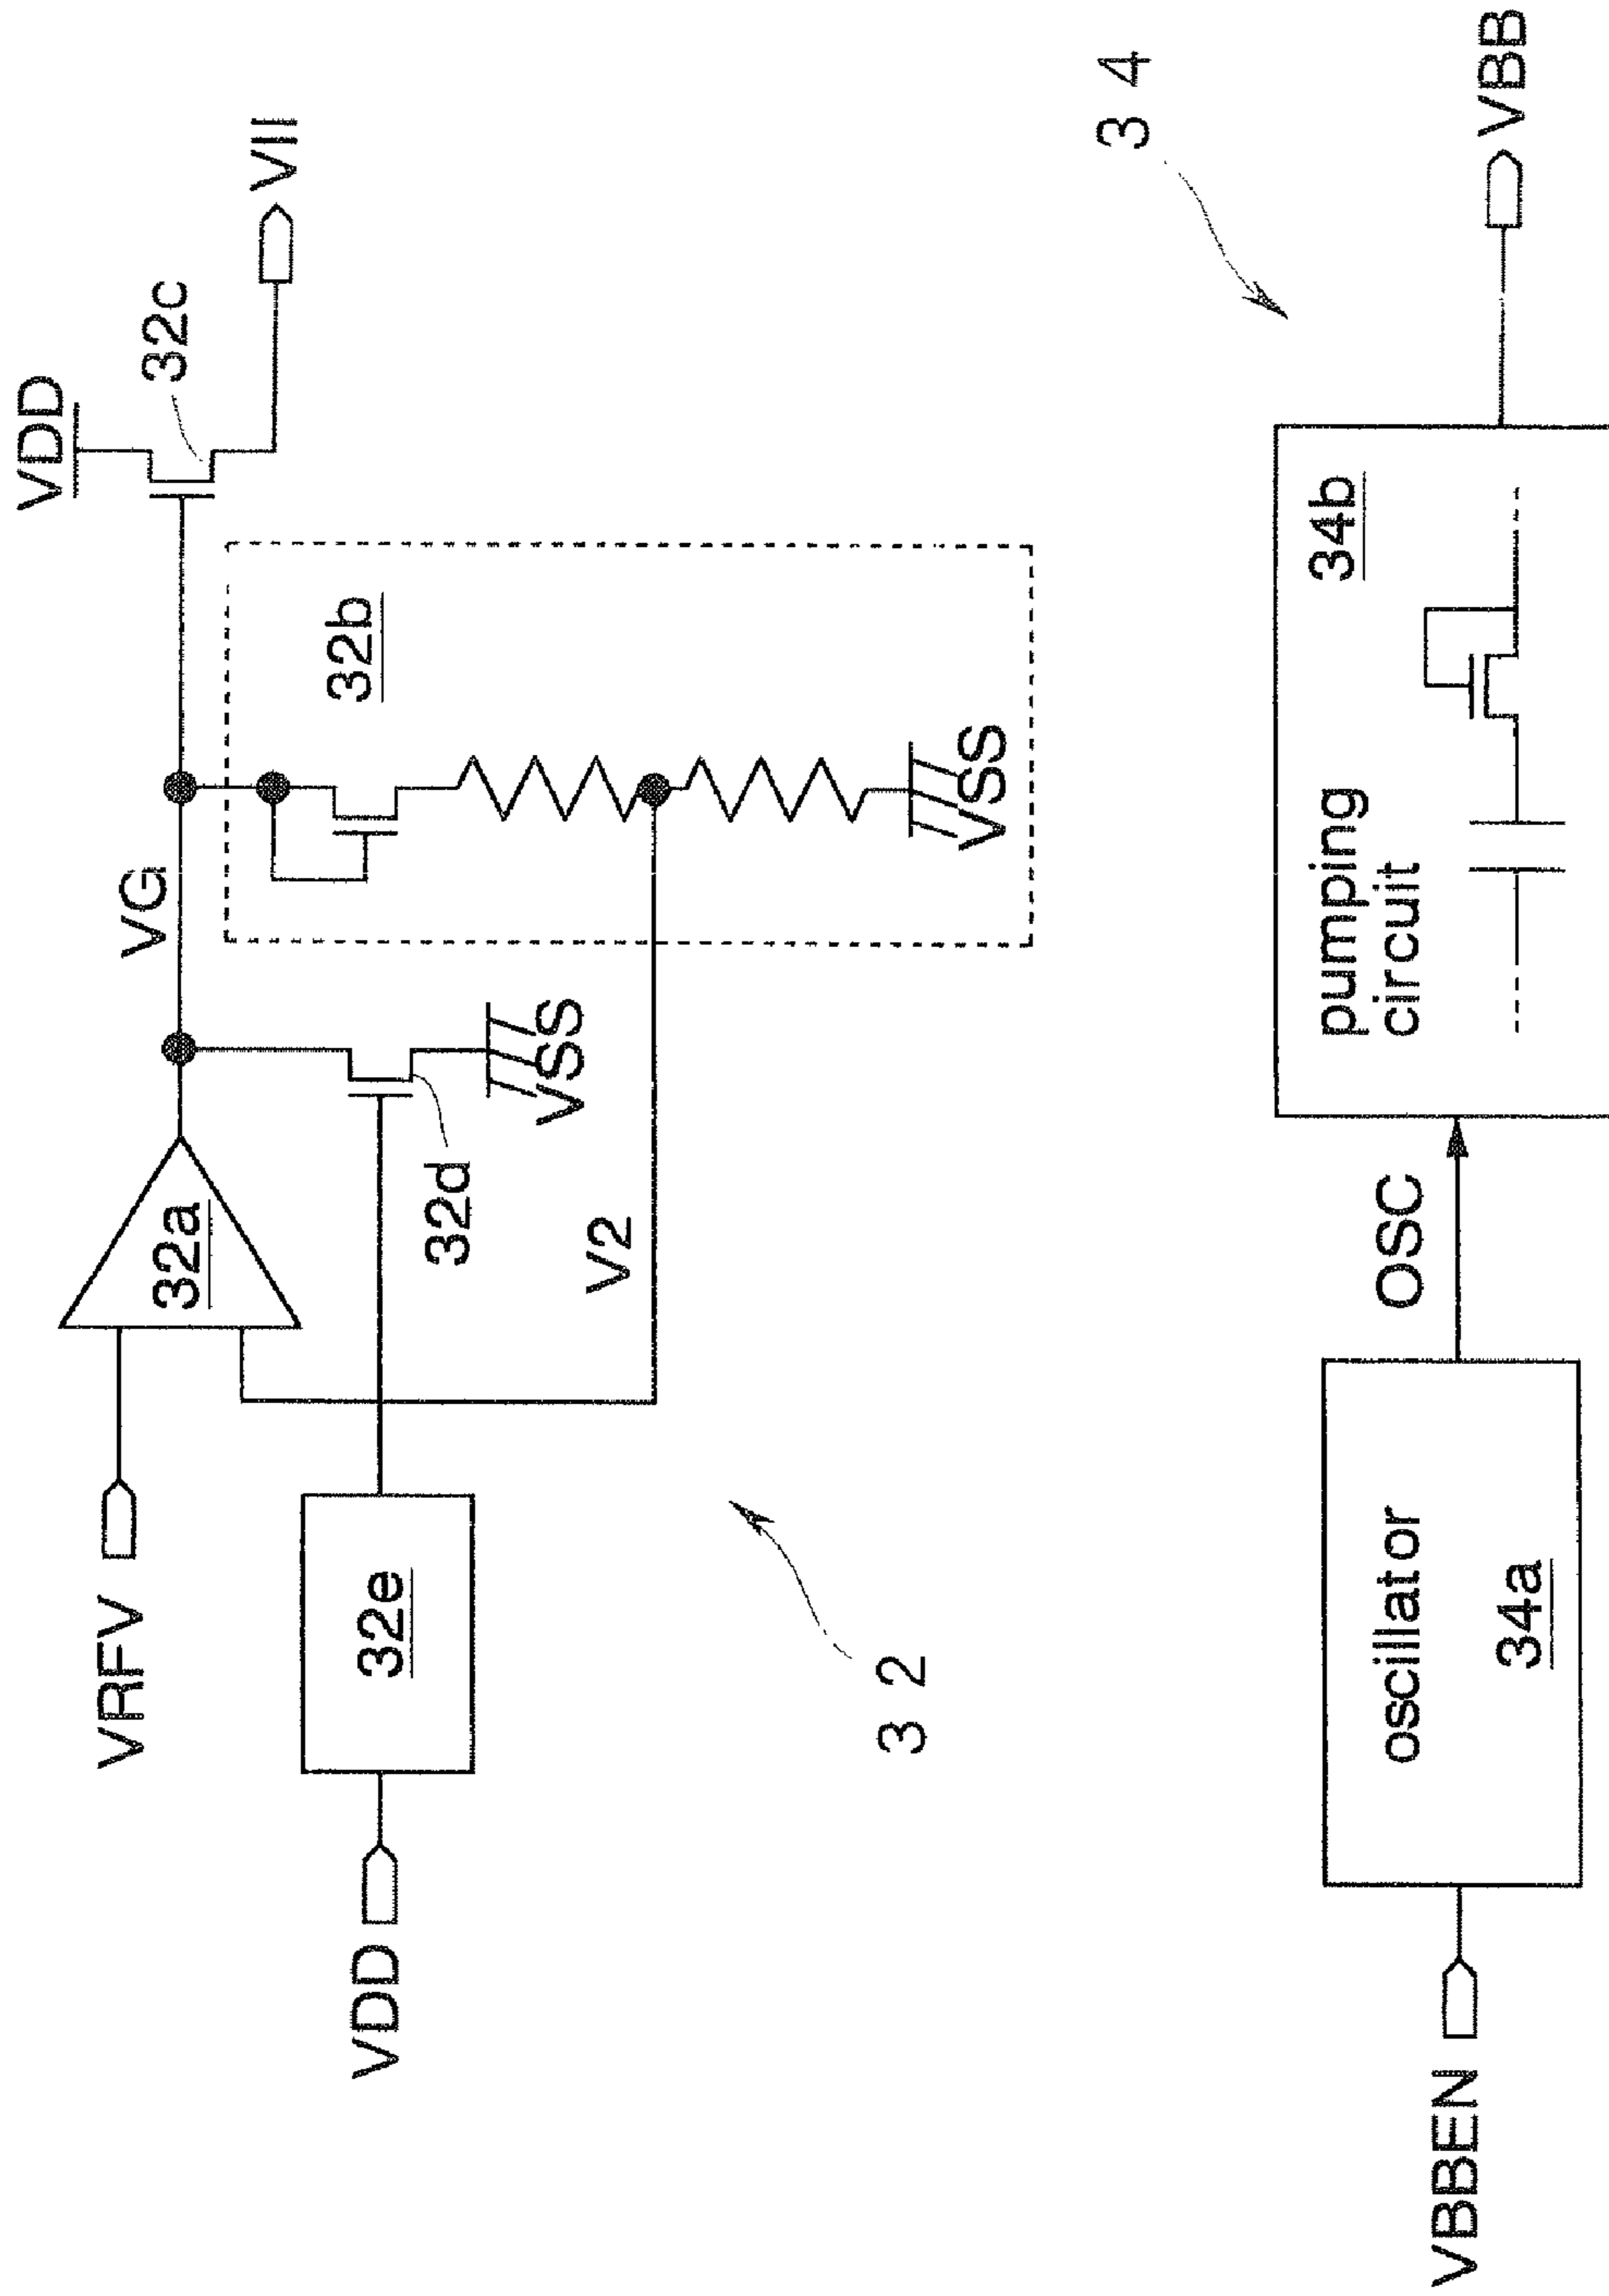 VDD
32c
VII
VG
32a
VRFV
32b
VSS
32d
VSS
V2
32e
VDD
3 2
3 4
VBB
34b
pumping
circuit
OSC
oscillator
34a
VBBEN